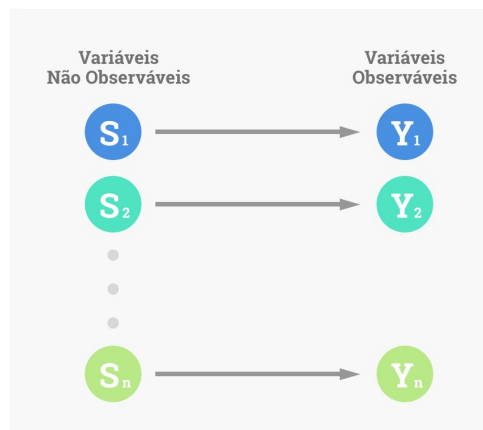 Variáveis
Não Observáveis
Variáveis
Observáveis
S1
Y1
S2
Y2
Sn
Yn